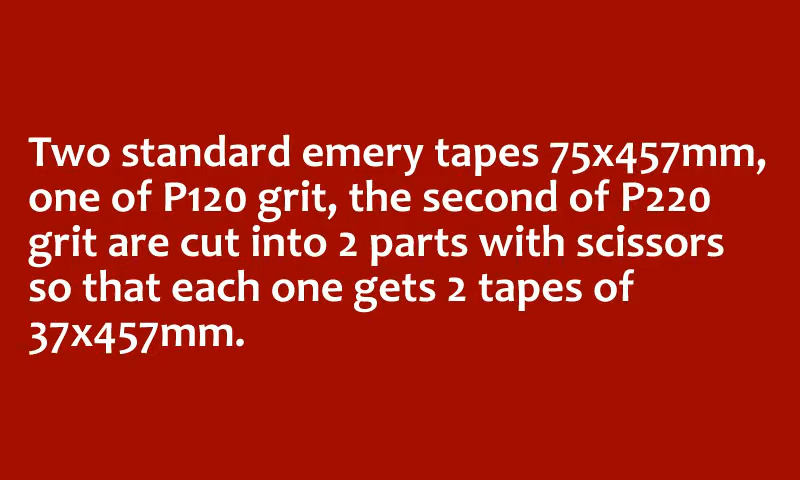 Two standard emery tapes 75x457mm,
one of P120 grit, the second of P220
grit are cut into 2 parts with scissors
so that each one gets 2 tapes of
37x457mm.